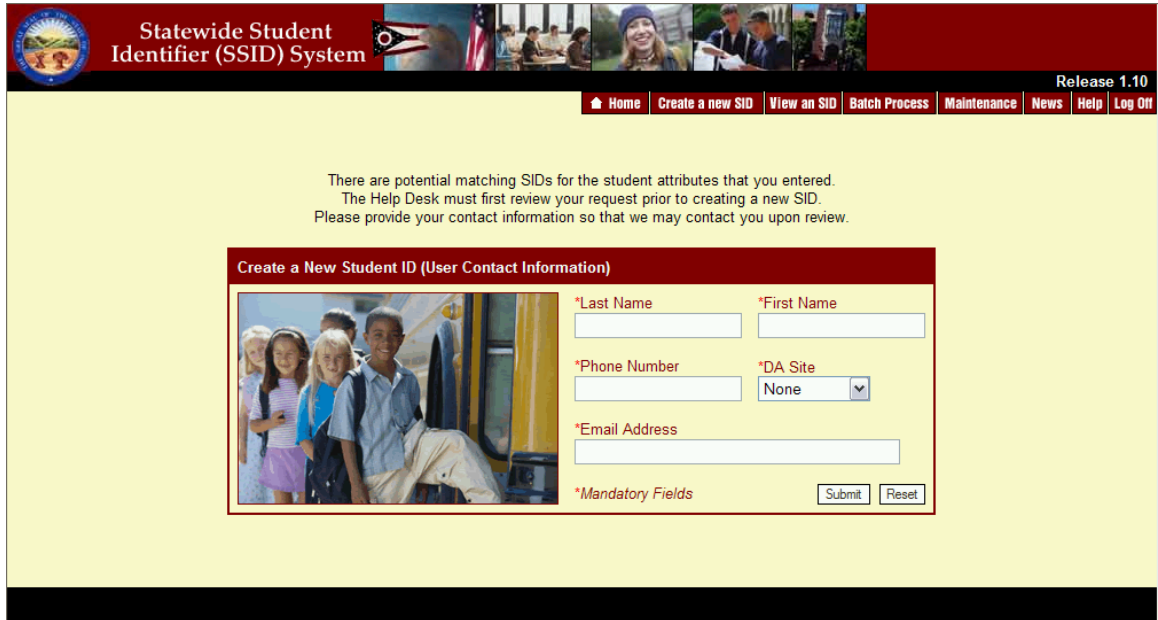 Statewide Student
Identifier (SSID) System
Release 1.10
Home Create a new SID View an SID Batch Process Maintenance News Help Log Off
There are potential matching SIDs for the student attributes that you entered.
The Help Desk must first review your request prior to creating a new SID.
Please provide your contact information so that we may contact you upon review.
Create a New Student ID (User Contact Information)
*Last Name *First Name
*Phone Number *DA Site
None
*Email Address
*Mandatory Fields Submit Reset